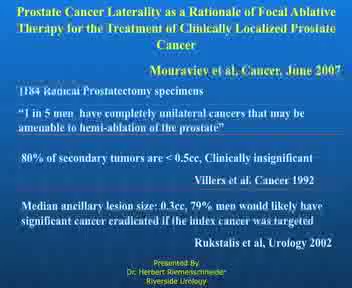 Prostate Cancer Laterality as a Rationale of Focal Ablative
Therapy for the Treatment of Clinically Localized Prostate
Cancer
Mouraviev et al, Cancer, June 2007
1184 Radical Prostatectomy specimens
“1 in 5 men have completely unilateral cancers that may be
amenable to hemi-ablation of the prostate”
80% of secondary tumors are < 0.5cc, Clinically insignificant
Villers et al. Cancer 1992
Median ancillary lesion size: 0.3cc, 79% men would likely have
significant cancer eradicated if the index cancer was targeted
Rukstalis et al, Urology 2002
Presented By
Dr. Herbert Riemenschneider
Riverside Urology